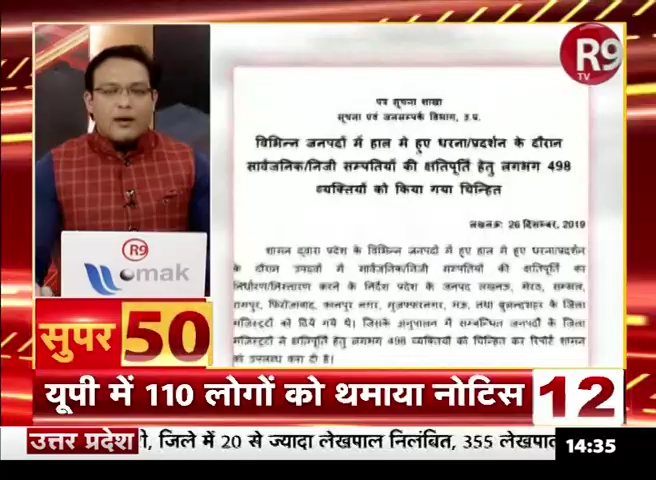 R9
TV
पत्र सूचना शाखा
सूचना एवं जनसम्पर्क विभाग, उ.प्र.
विभिन्न जनपदों में हाल मे हुए धरना/प्रदर्शन के दौरान
सार्वजनिक/निजी सम्पतियों की क्षतिपूर्ति हेतु लगभग 498
व्यक्तियों को किया गया चिन्हित
लखनऊ: 26 दिसम्बर, 2019
शासन द्वारा प्रदेश के विभिन्न जनपदों में हुए हाल में हुए धरना/प्रदर्शन
के दौरान उपद्रवों में सार्वजनिक/निजी सम्पतियों की क्षतिपूर्ति का
निर्धारण/निस्तारण करने के निर्देश प्रदेश के जनपद लखनऊ, मेरठ, सम्भल,
रामपुर, फिरोजाबाद, कानपुर नगर, मुजफ्फरनगर, मऊ, तथा बुलन्दशहर के जिला
मजिस्ट्रेटों को दिये गये थे। जिसके अनुपालन में सम्बन्धित जनपदों के जिला
मजिस्ट्रेटों ने क्षतिपूर्ति हेतु लगभग 498 व्यक्तियों को चिन्हित कर रिपोर्ट शासन
को उपलब्ध करा दी है।
R9
omak
सुपर 50
यूपी में 110 लोगों को थमाया नोटिस 12
उत्तर प्रदेश ी, जिले में 20 से ज्यादा लेखपाल निलंबित, 355 लेखपाल 14:35